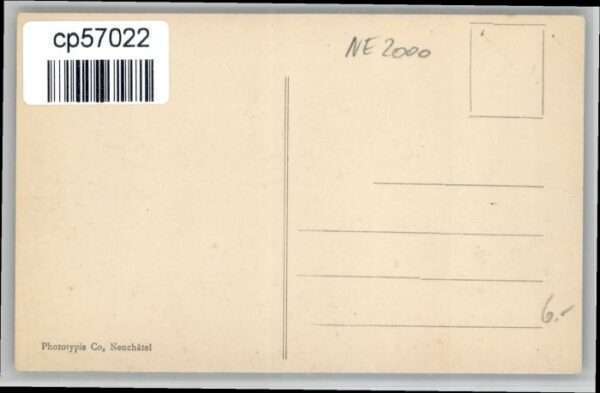 cp57022
NE 2000
6.-
Phototypie Co, Neuchâtel